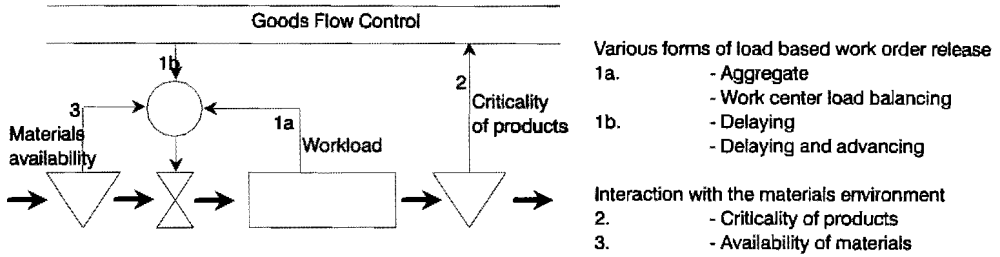 Goods Flow Control
1b
3
2
Criticality
of products
1a
Materials
availability
Workload
Various forms of load based work order release
1a. - Aggregate
- Work center load balancing
1b. - Delaying
- Delaying and advancing
Interaction with the materials environment
2. - Criticality of products
3. - Availability of materials